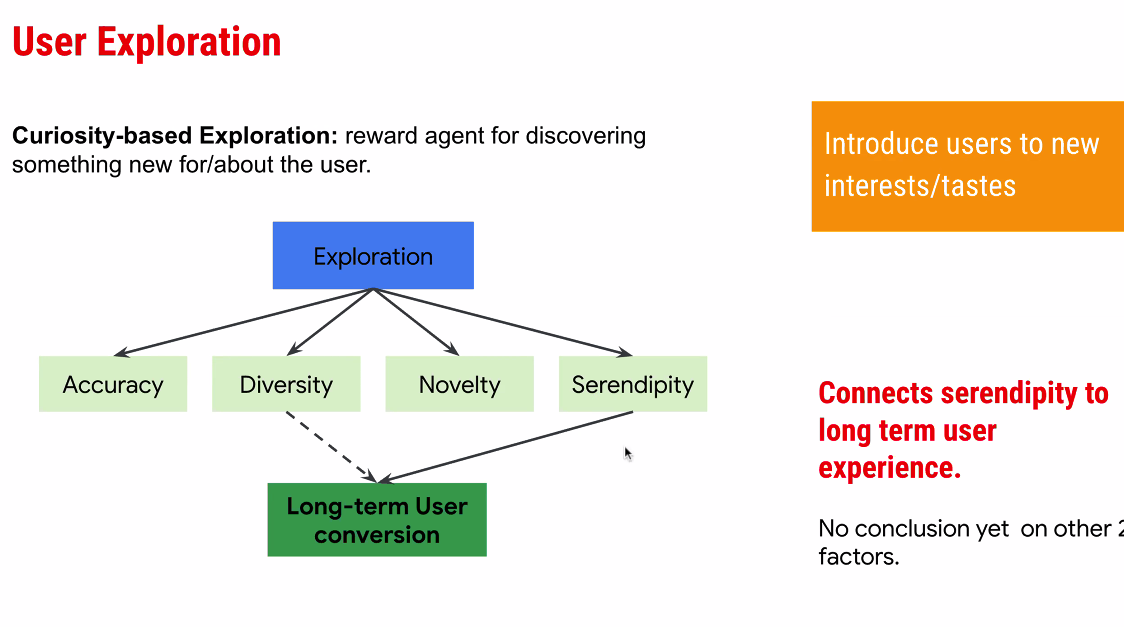 User Exploration
Curiosity-based Exploration: reward agent for discovering
something new for/about the user.
Introduce users to new
interests/tastes
Exploration
Accuracy
Diversity
Novelty
Serendipity
Connects serendipity to
long term user
experience.
Long-term User
conversion
No conclusion yet  on other 2
factors.